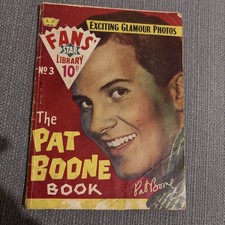 EXCITING GLAMOUR PHOTOS
FANS
STAR
LIBRARY
No 3
10D
The
PAT
BOONE
BOOK
Pat Boone